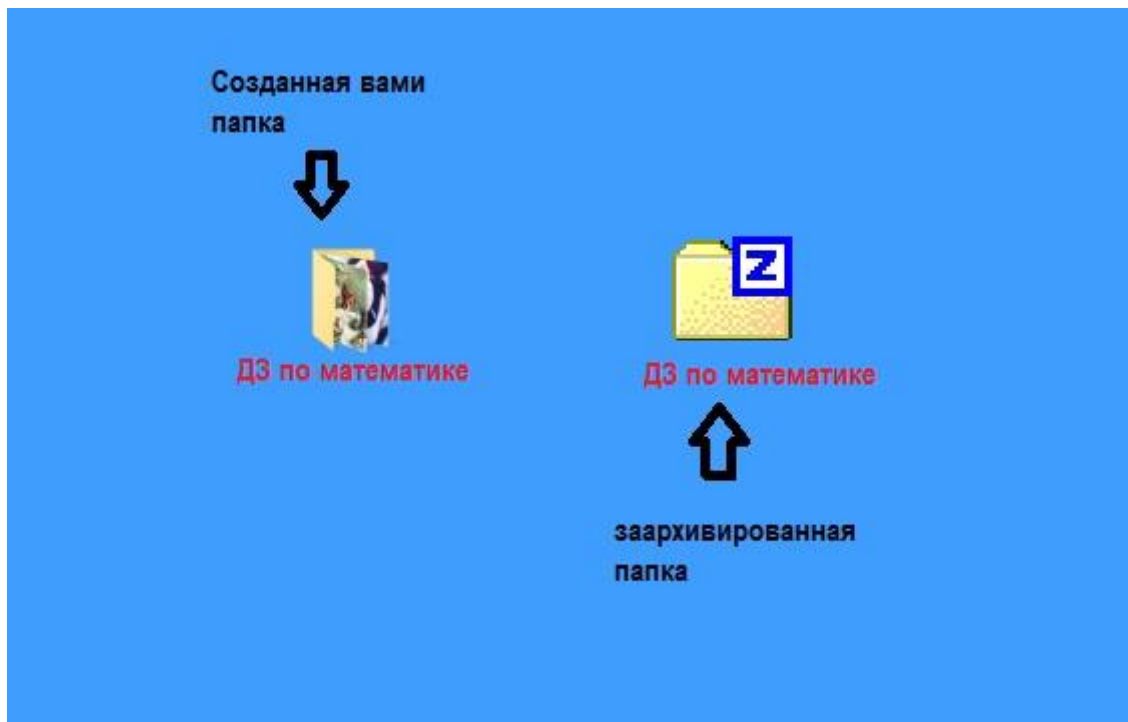 Созданная вами
папка
ДЗ по математике
Z
ДЗ по математике
заархивированная
папка